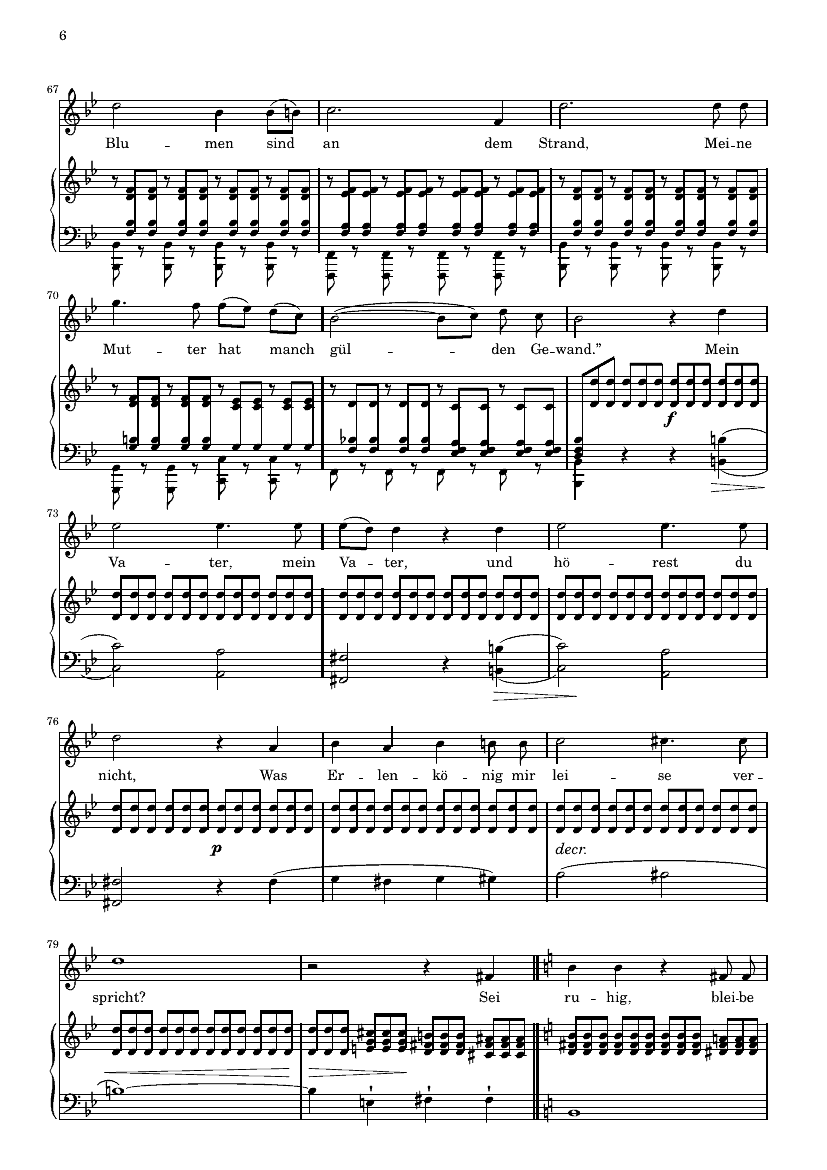 6
67
Blu – men sind an dem Strand, Mei – ne
70
Mut – ter hat manch gül – – – den Ge – wand.” Mein
f
73
Va – ter, mein Va – ter, und hö – rest du
76
nicht, Was Er – len – kö – nig mir lei – se ver –
p decr.
79
spricht? Sei ru – hig, blei – be